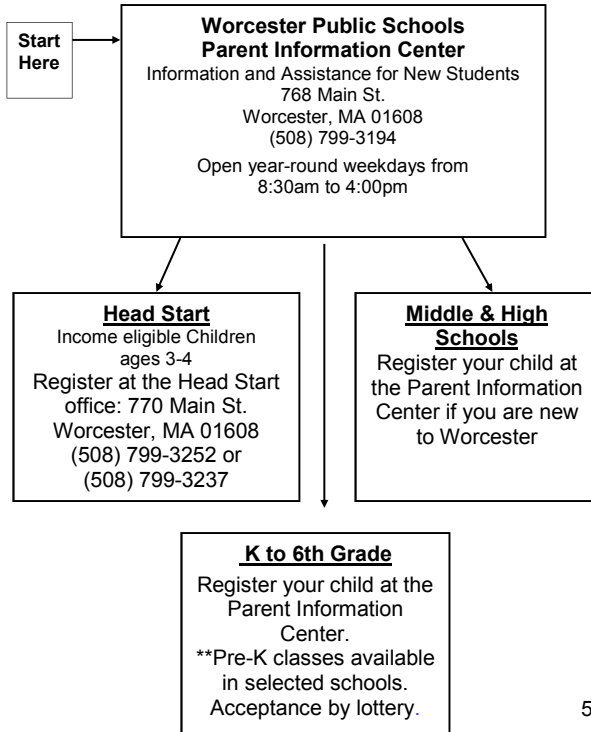 Start
Here
Worcester Public Schools
Parent Information Center
Information and Assistance for New Students
768 Main St.
Worcester, MA 01608
(508) 799-3194
Open year-round weekdays from
8:30am to 4:00pm
Head Start
Income eligible Children
ages 3-4
Register at the Head Start
office: 770 Main St.
Worcester, MA 01608
(508) 799-3252 or
(508) 799-3237
Middle & High
Schools
Register your child at
the Parent Information
Center if you are new
to Worcester
K to 6th Grade
Register your child at the
Parent Information
Center.
**Pre-K classes available
in selected schools.
Acceptance by lottery.
5